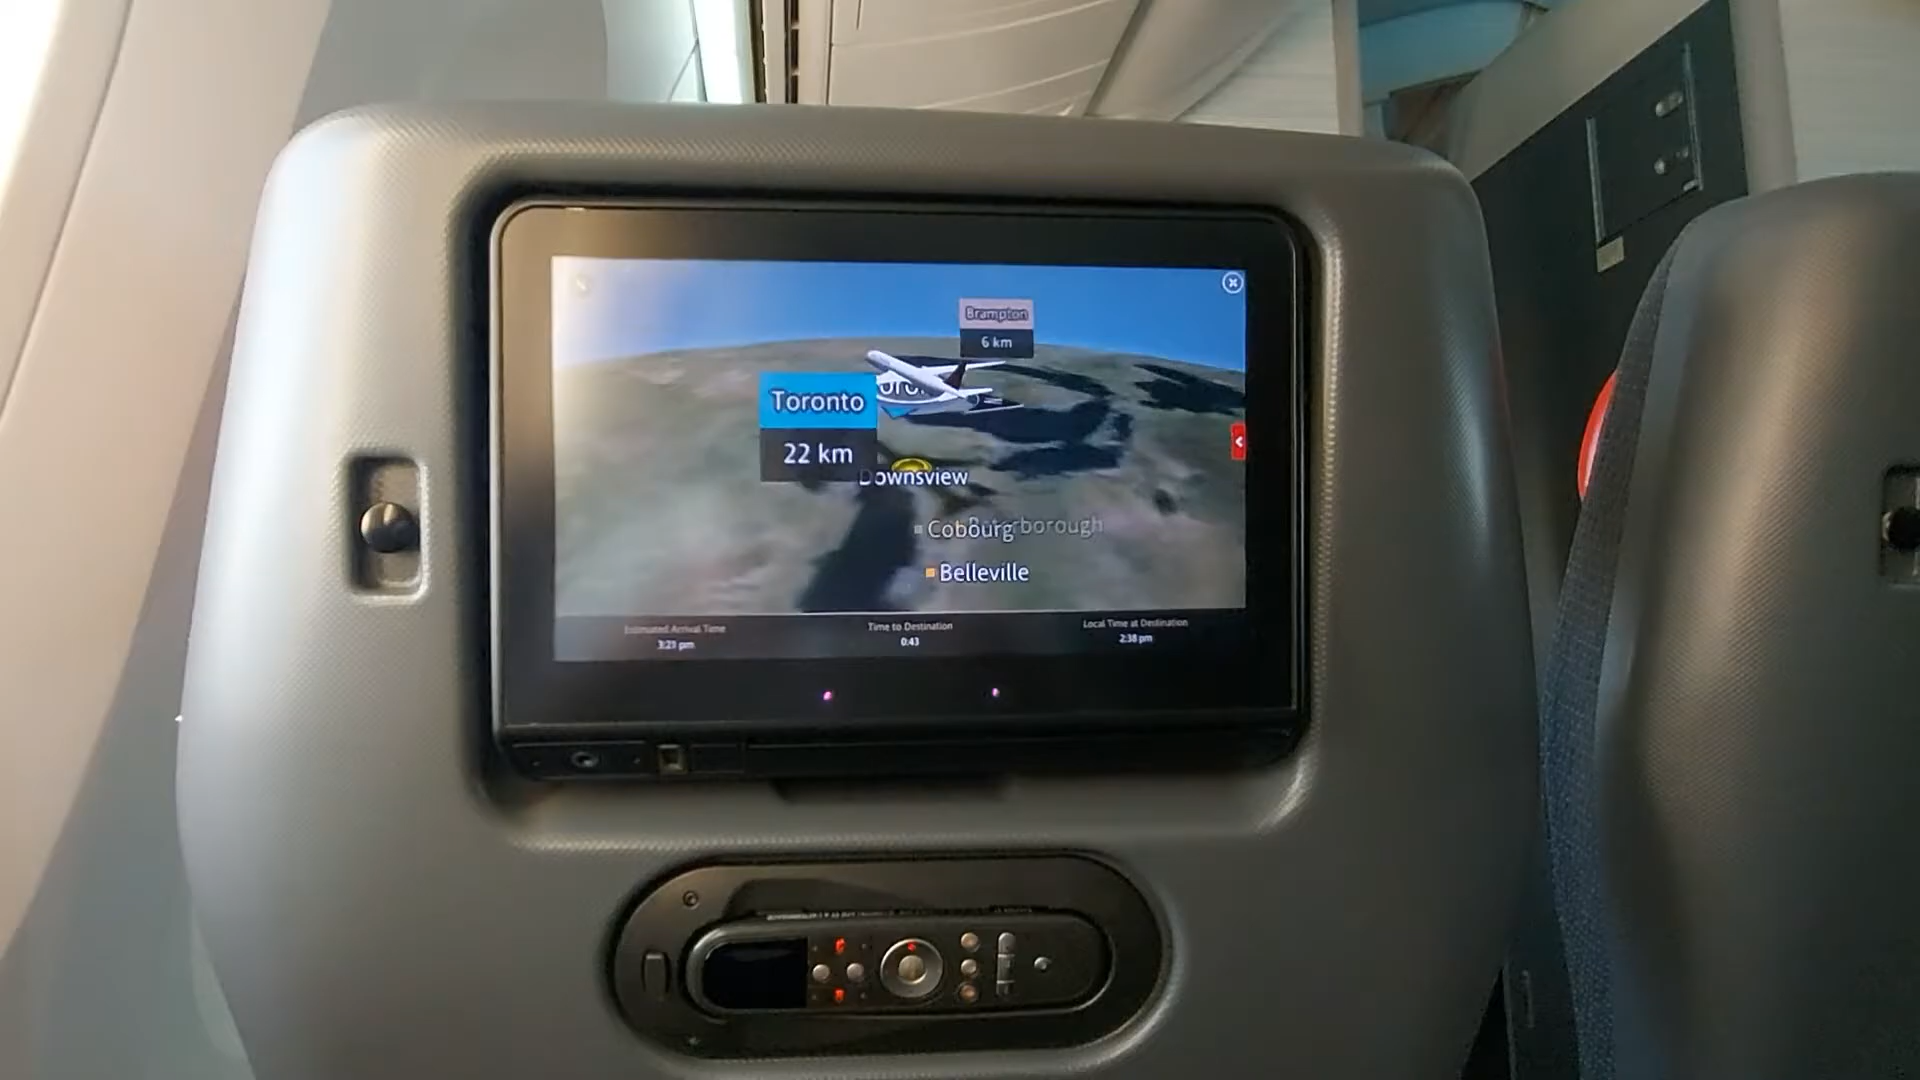 Brampton
6 km
Toronto
22 km
Downsview
Cobourg
Belleville
Estimated Arrival Time
3:21 pm
Time to Destination
0:43
Local Time at Destination
2:38 pm